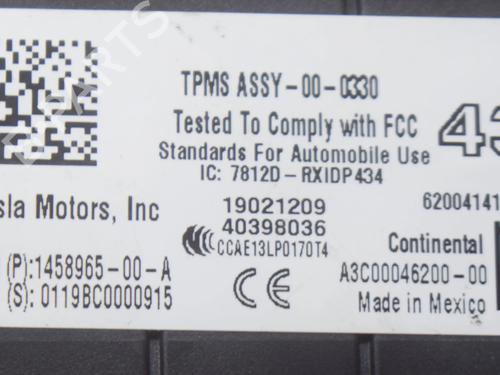 TPMS ASSY-00-0330
Tested To Comply with FCC
Standards For Automobile Use
IC: 7812D-RXIDP434
sla Motors, Inc
19021209
40398036
CCAE13LP0170T4
62004141
Continental
(P):1458965-00-A
(S): 0119BC0000915
A3C00046200-00
Made in Mexico